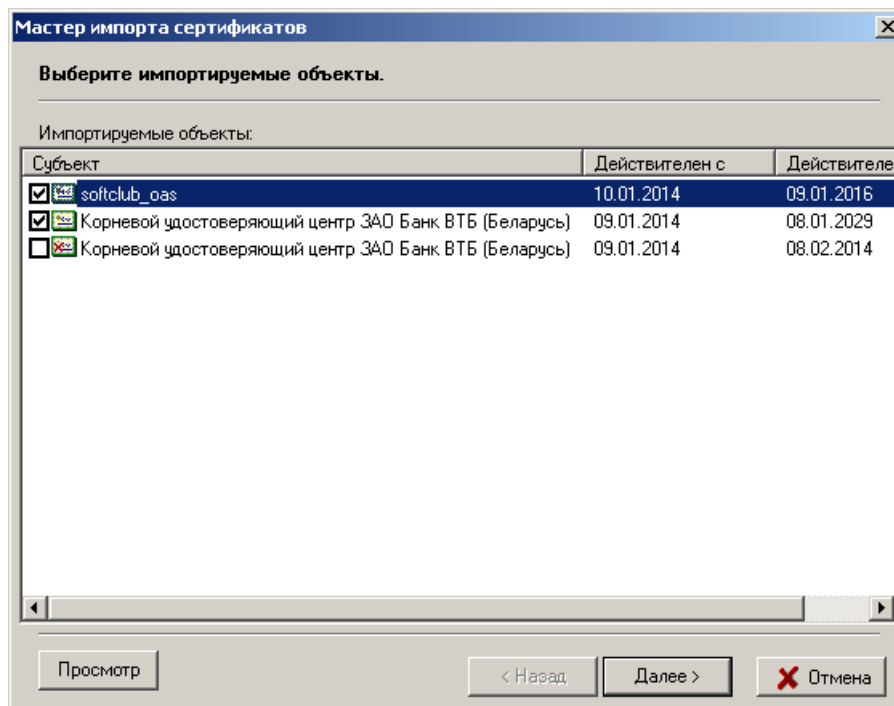 Мастер импорта сертификатов
Выберите импортируемые объекты.
Импортируемые объекты:
Субъект Действителен с Действителе
softclub_oas 10.01.2014 09.01.2016
Корневой удостоверяющий центр ЗАО Банк ВТБ (Беларусь) 09.01.2014 08.01.2029
Корневой удостоверяющий центр ЗАО Банк ВТБ (Беларусь) 09.01.2014 08.02.2014
Просмотр < Назад Далее > Отмена